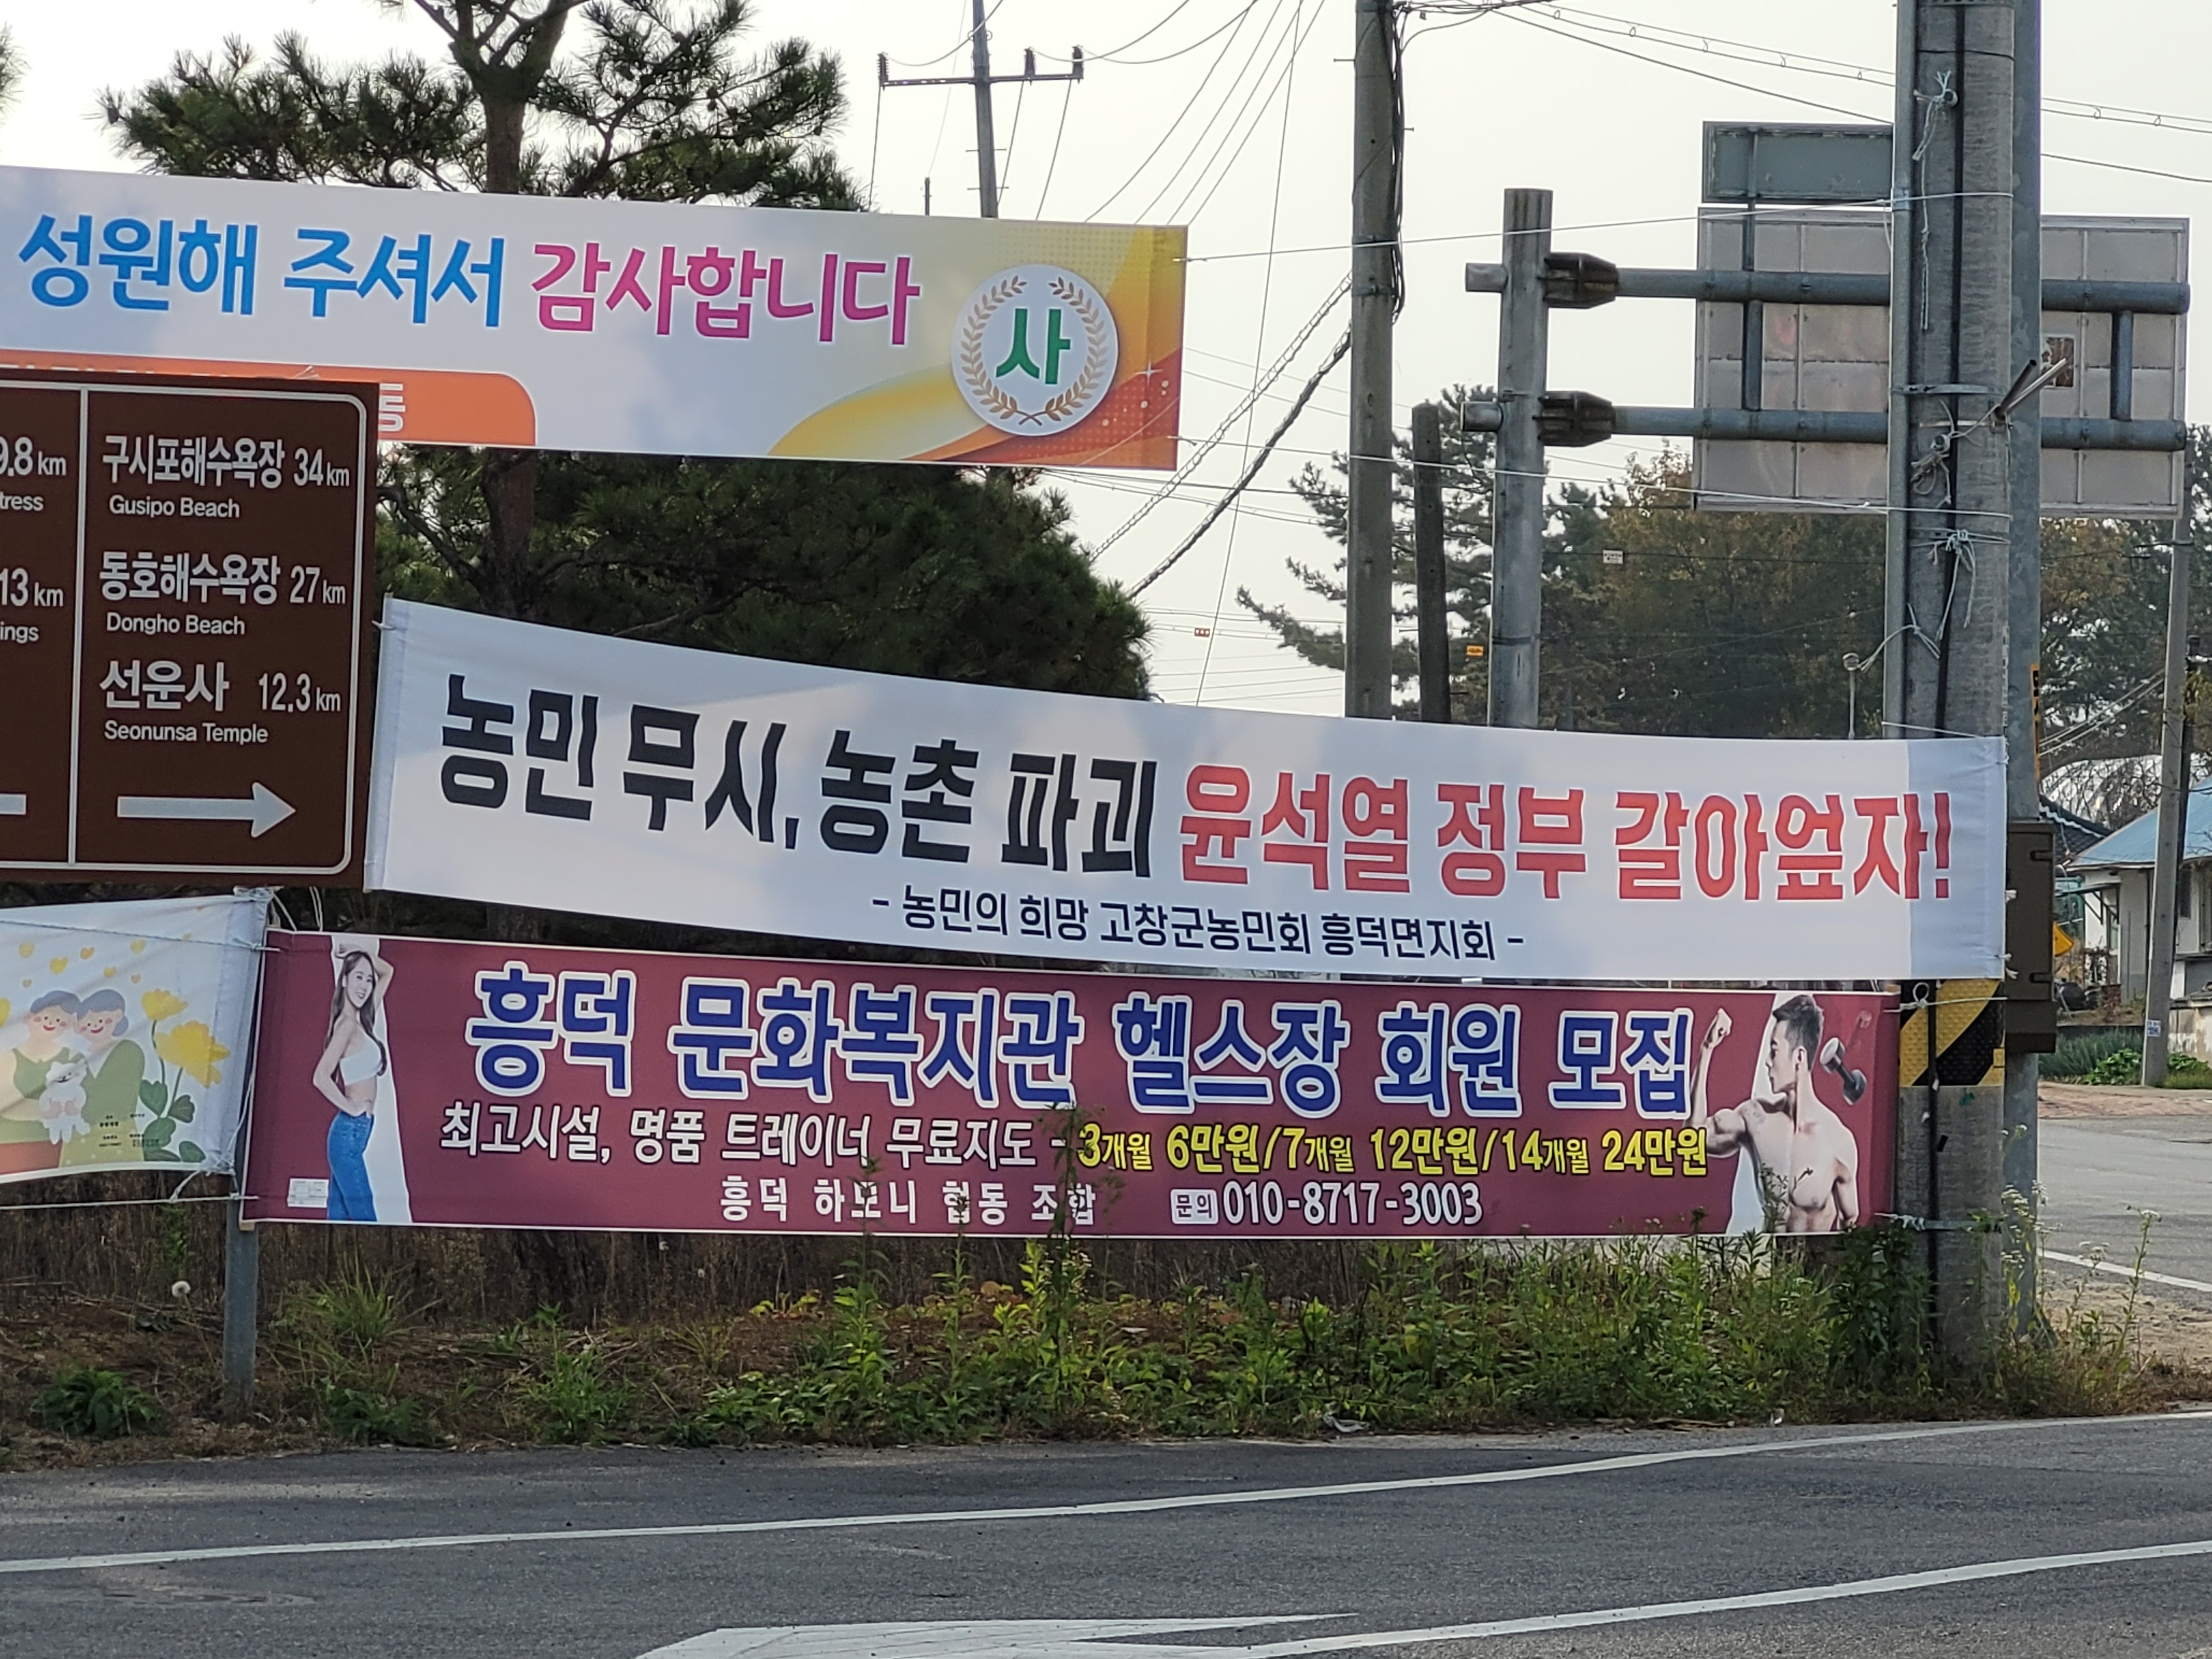 성원해 주셔서 감사합니다
사
등
9.8 km
구시포해수욕장 34 km
Gusipo Beach
13 km
동호해수욕장 27 km
Dongho Beach
선운사 12.3 km
Seonunsa Temple
농민 무시, 농촌 파괴 윤석열 정부 갈아엎자!
- 농민의 희망 고창군농민회 흥덕면지회 -
흥덕 문화복지관 헬스장 회원 모집
최고시설, 명품 트레이너 무료지도 - 3개월 6만원/7개월 12만원/14개월 24만원
흥덕 하모니 협동 조합 문의 010-8717-3003